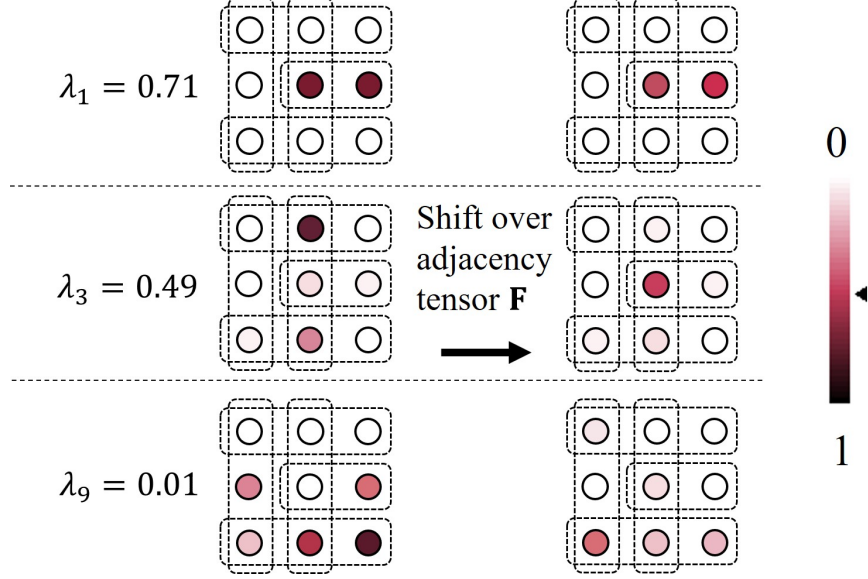 λ₁ = 0.71
0
Shift over
adjacency
tensor F
λ₃ = 0.49
1
λ₉ = 0.01